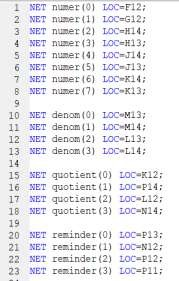 1 NET numer(0) LOC=F12;
2 NET numer(1) LOC=G12;
3 NET numer(2) LOC=H14;
4 NET numer(3) LOC=H13;
5 NET numer(4) LOC=J14;
6 NET numer(5) LOC=J13;
7 NET numer(6) LOC=K14;
8 NET numer(7) LOC=K13;
9
10 NET denom(0) LOC=M13;
11 NET denom(1) LOC=M14;
12 NET denom(2) LOC=L13;
13 NET denom(3) LOC=L14;
14
15 NET quotient(0) LOC=K12;
16 NET quotient(1) LOC=P14;
17 NET quotient(2) LOC=L12;
18 NET quotient(3) LOC=N14;
19
20 NET reminder(0) LOC=P13;
21 NET reminder(1) LOC=N12;
22 NET reminder(2) LOC=P12;
23 NET reminder(3) LOC=P11;